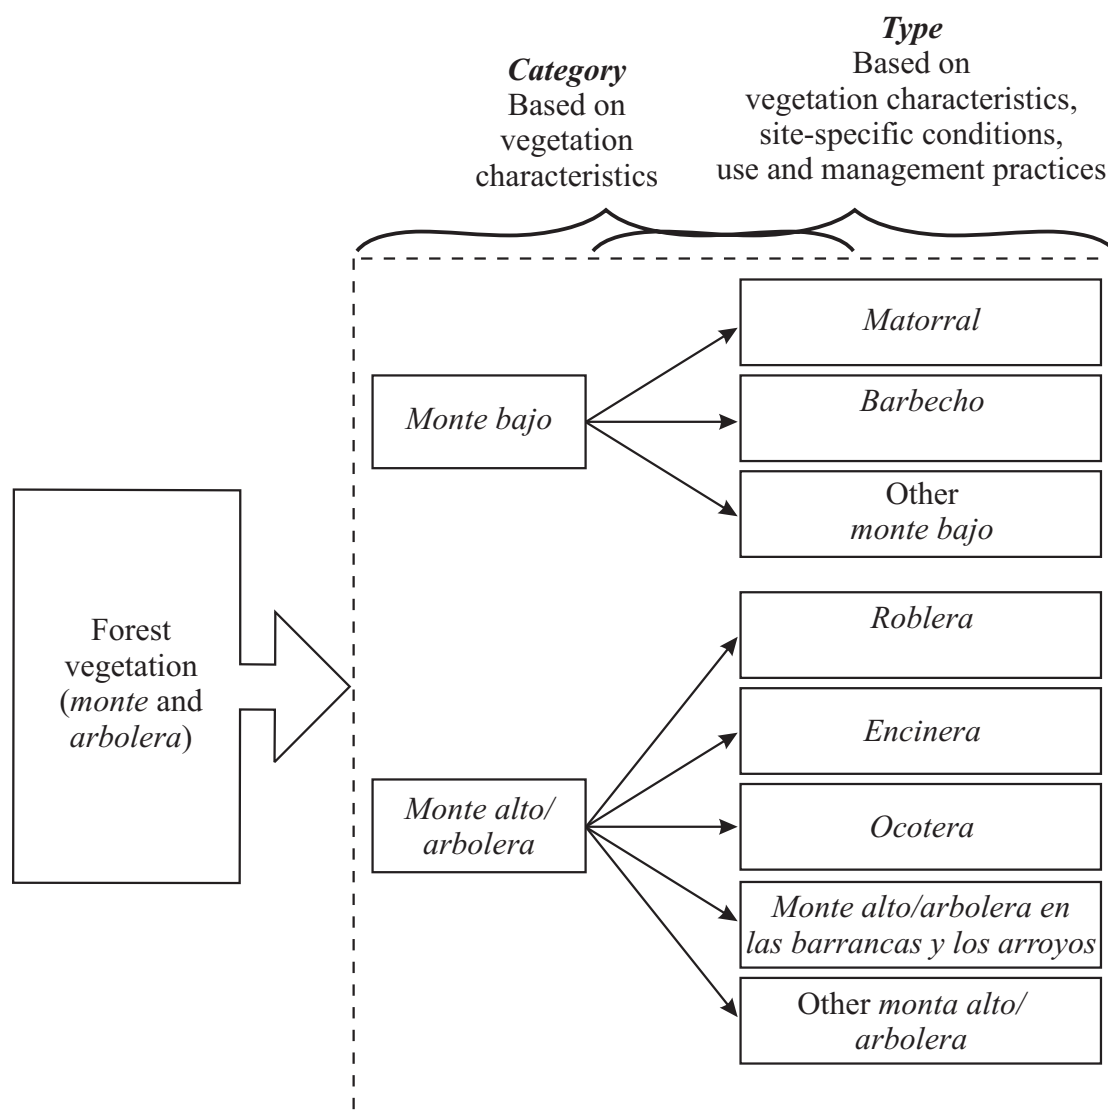 Category
Based on
vegetation
characteristics
Type
Based on
vegetation characteristics,
site-specific conditions,
use and management practices
Forest
vegetation
(monte and
arbolera)
Monte bajo
Matorral
Barbecho
Other
monte bajo
Monte alto/
arbolera
Roblera
Encinera
Ocotera
Monte alto/arbolera en
las barrancas y los arroyos
Other monta alto/
arbolera